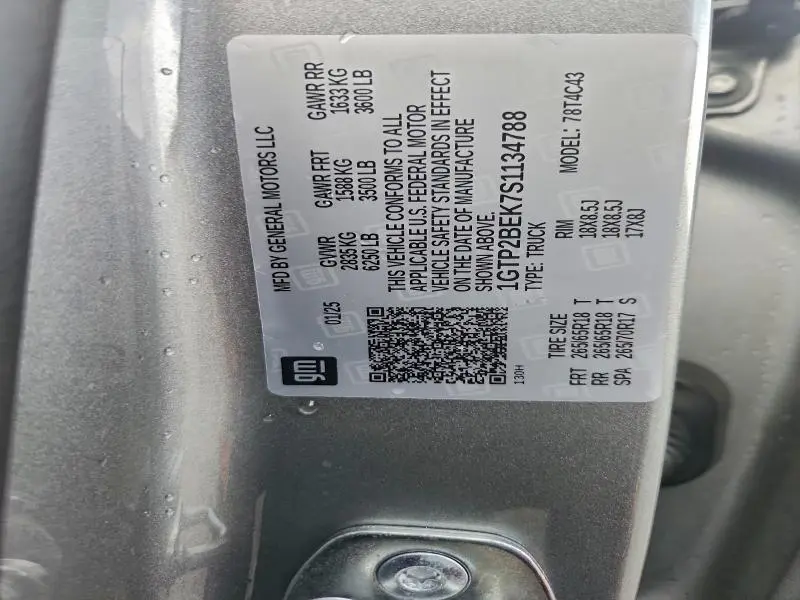 gm
MFD BY GENERAL MOTORS LLC
01/25
GVWR GAWR FRT GAWR RR
2835 KG 1588 KG 1633 KG
6250 LB 3500 LB 3600 LB
THIS VEHICLE CONFORMS TO ALL
APPLICABLE U.S. FEDERAL MOTOR
VEHICLE SAFETY STANDARDS IN EFFECT
ON THE DATE OF MANUFACTURE
SHOWN ABOVE.
1GTP2BEK7S1134788
TYPE: TRUCK
130H
TIRE SIZE RIM MODEL: 78T4C43
FRT 265/65R18 T 18X8.5J
RR 265/65R18 T 18X8.5J
SPA 265/70R17 S 17X8J